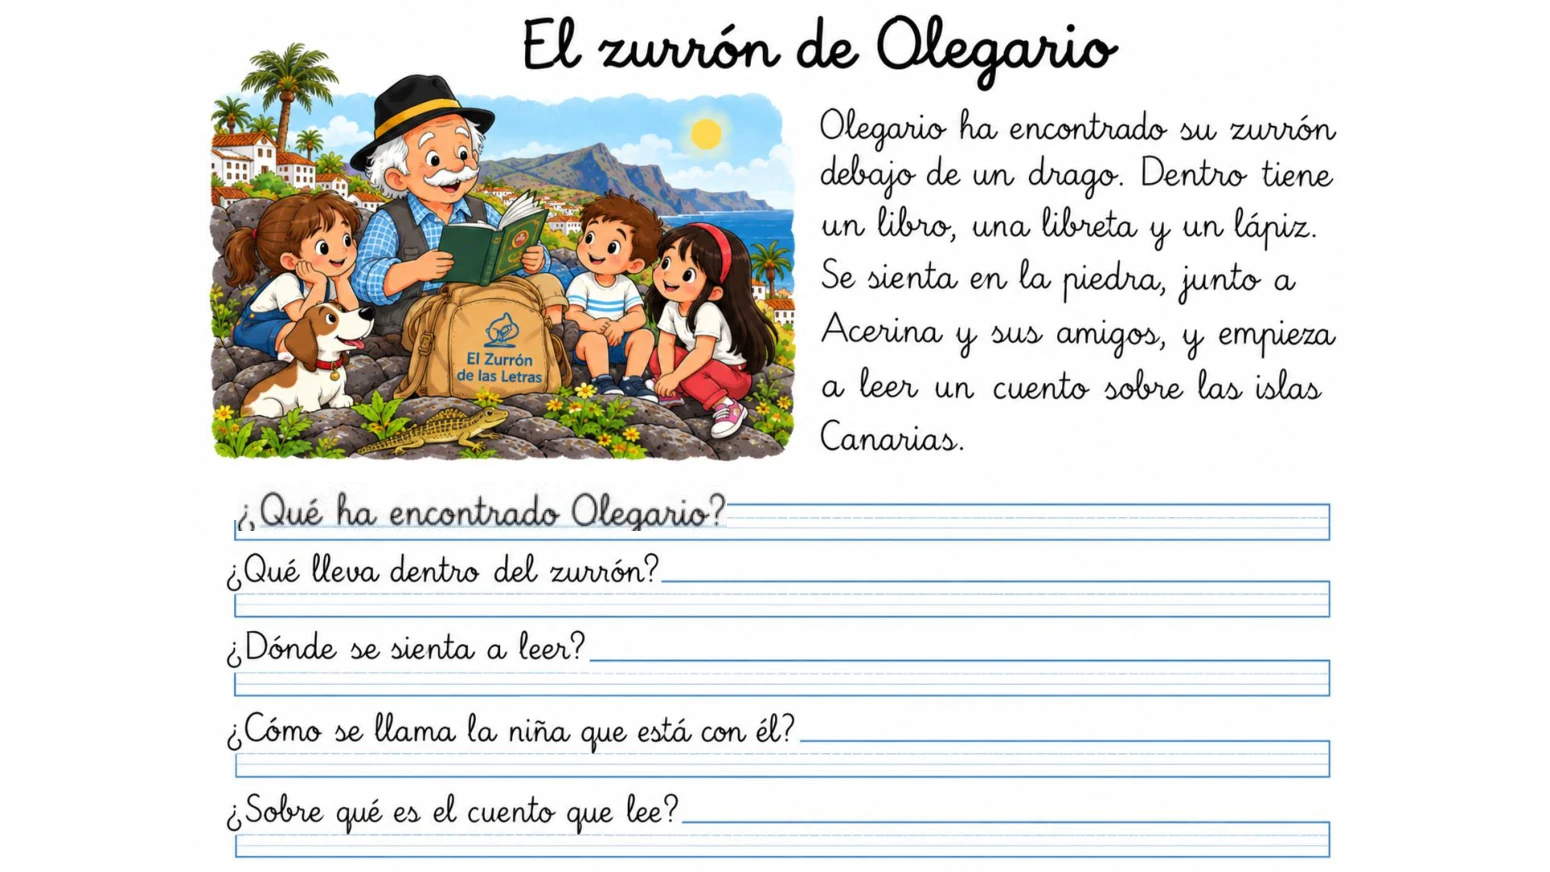 El zurrón de Olegario
Olegario ha encontrado su zurrón
debajo de un drago. Dentro tiene
un libro, una libreta y un lápiz.
Se sienta en la piedra, junto a
Acerina y sus amigos, y empieza
a leer un cuento sobre las islas
Canarias.
El Zurrón
de las Letras
¿Qué ha encontrado Olegario?
¿Qué lleva dentro del zurrón?
¿Dónde se sienta a leer?
¿Cómo se llama la niña que está con él?
¿Sobre qué es el cuento que lee?